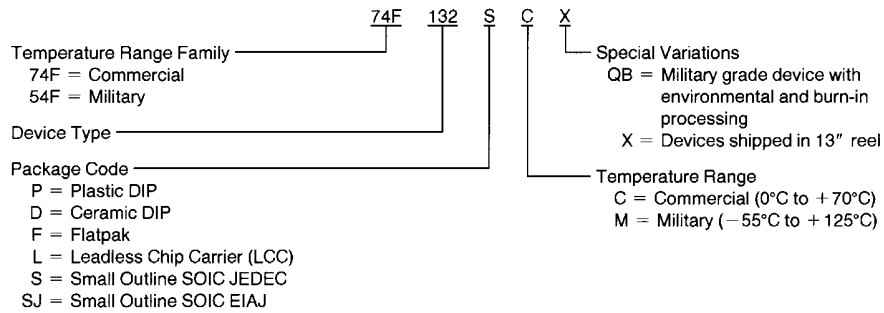 74F 132 S C X
Temperature Range Family
74F = Commercial
54F = Military
Device Type
Package Code
P = Plastic DIP
D = Ceramic DIP
F = Flatpak
L = Leadless Chip Carrier (LCC)
S = Small Outline SOIC JEDEC
SJ = Small Outline SOIC EIAJ
Special Variations
QB = Military grade device with
environmental and burn-in
processing
X = Devices shipped in 13″ reel
Temperature Range
C = Commercial (0°C to +70°C)
M = Military (−55°C to +125°C)